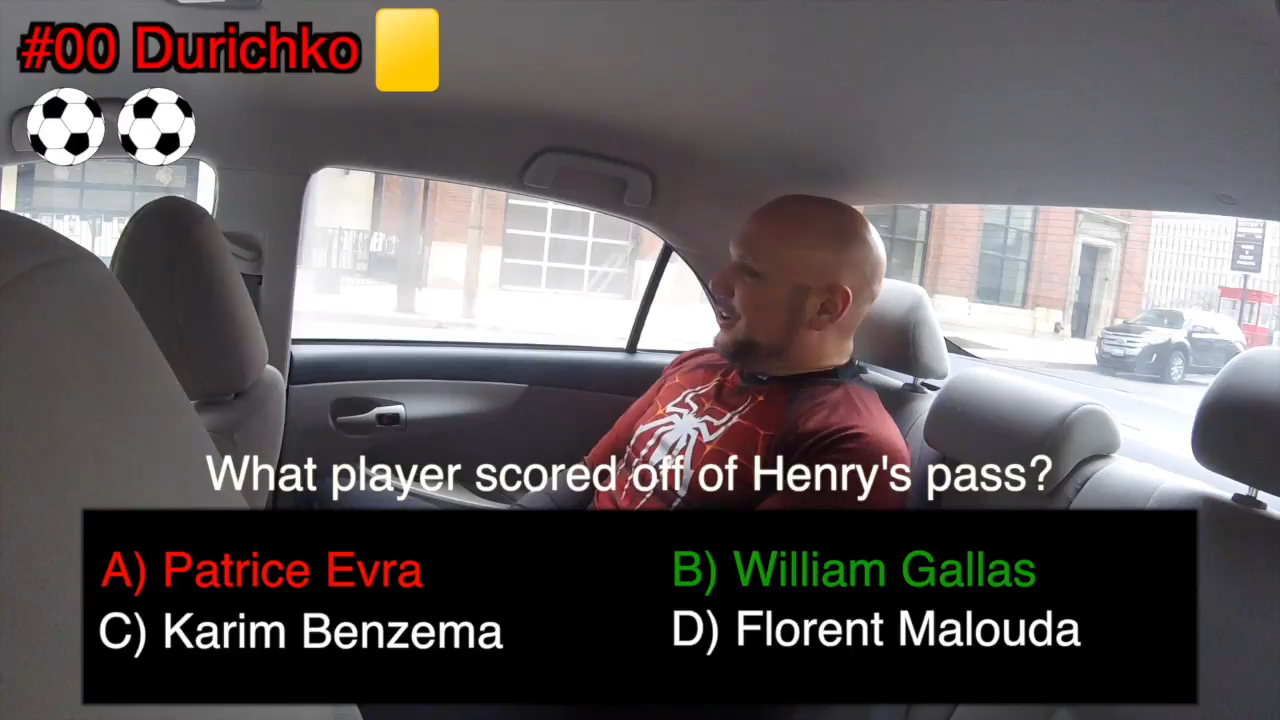 #00 Durichko
What player scored off of Henry's pass?
A) Patrice Evra
B) William Gallas
C) Karim Benzema
D) Florent Malouda